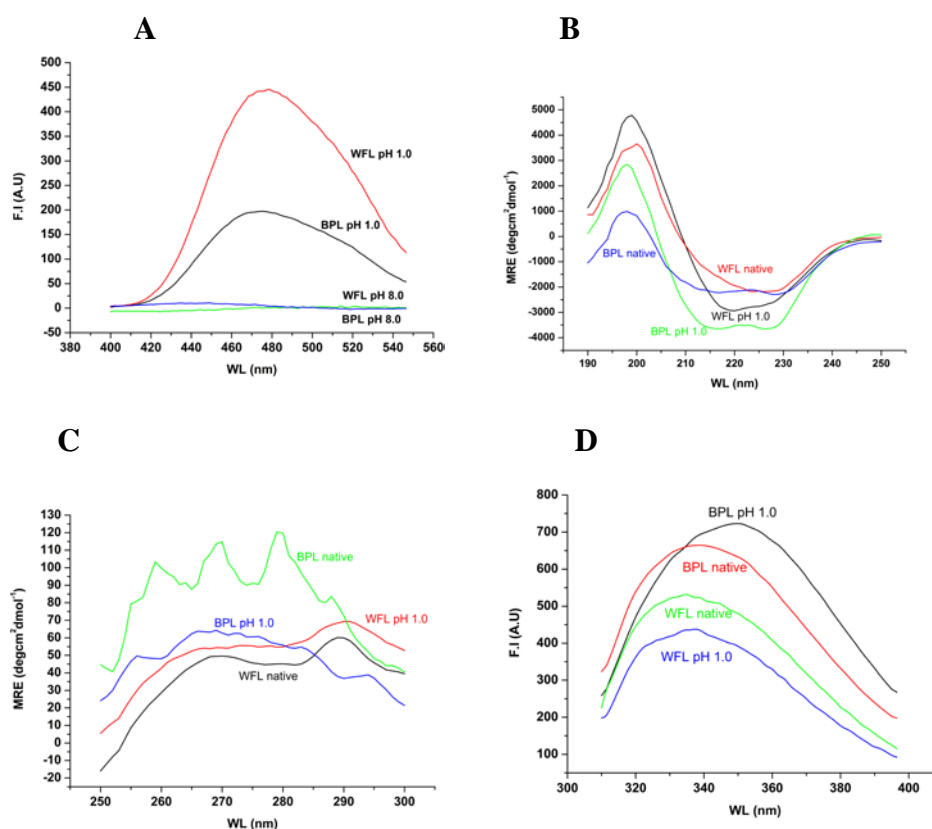 A
F.I (A.U)
500
450
400
350
300
250
200
150
100
50
0
-50
WFL pH 1.0
BPL pH 1.0
WFL pH 8.0
BPL pH 8.0
380 400 420 440 460 480 500 520 540 560
WL (nm)
B
MRE (degcm²dmol⁻¹)
5000
4000
3000
2000
1000
0
-1000
-2000
-3000
-4000
BPL native
WFL native
WFL pH 1.0
BPL pH 1.0
190 200 210 220 230 240 250
WL (nm)
C
MRE (degcm²dmol⁻¹)
130
120
110
100
90
80
70
60
50
40
30
20
10
0
-10
-20
BPL native
BPL pH 1.0
WFL pH 1.0
WFL native
250 260 270 280 290 300
WL (nm)
D
F.I (A.U)
800
700
600
500
400
300
200
100
BPL pH 1.0
BPL native
WFL native
WFL pH 1.0
300 320 340 360 380 400
WL (nm)